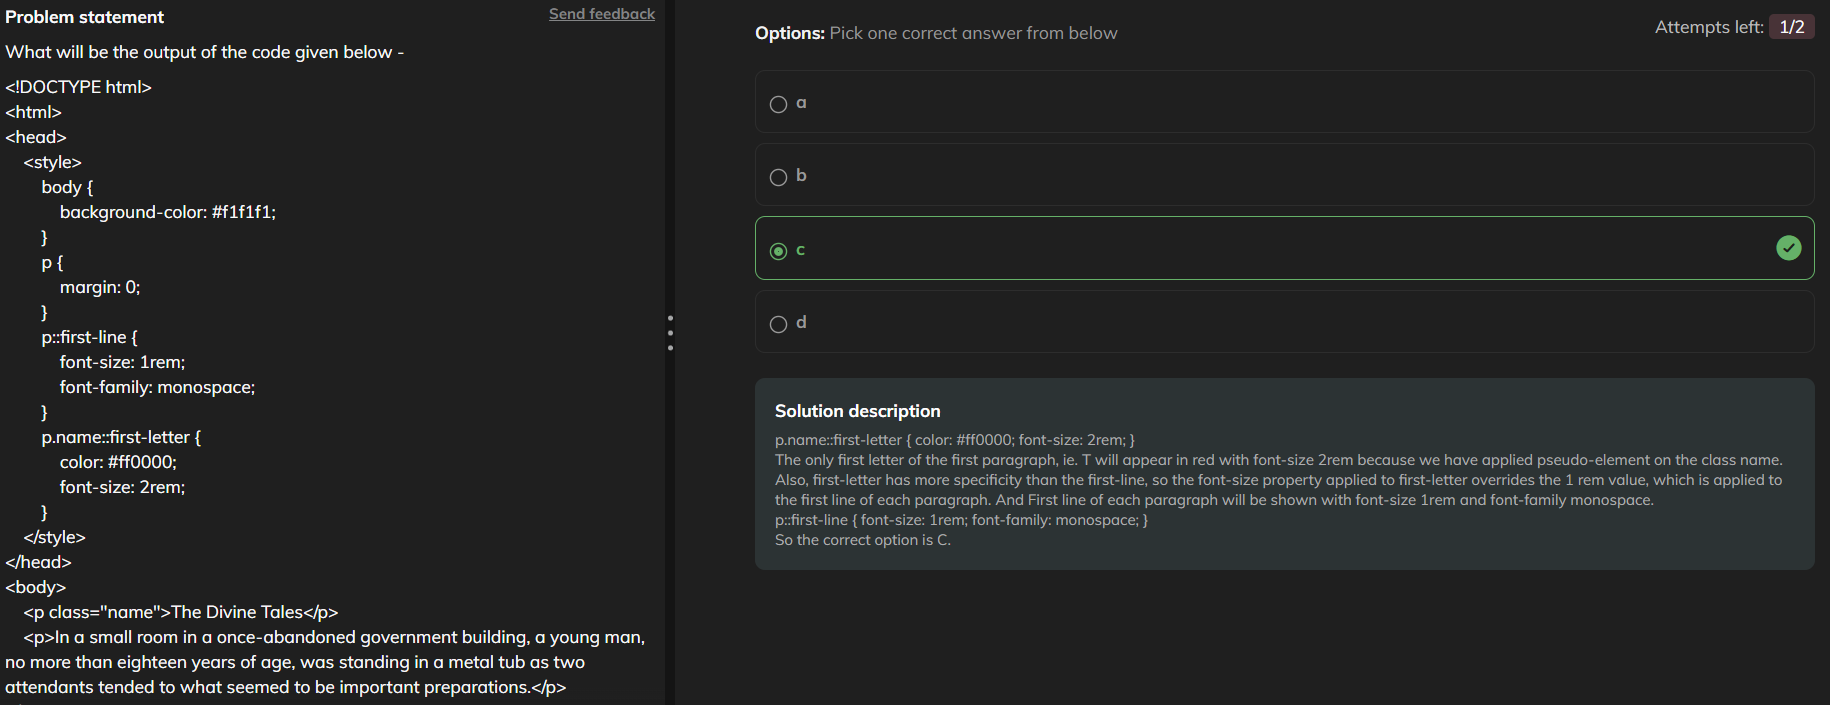 Problem statement
Send feedback
What will be the output of the code given below -
<!DOCTYPE html>
<html>
<head>
<style>
body {
background-color: #f1f1f1;
}
p {
margin: 0;
}
p::first-line {
font-size: 1rem;
font-family: monospace;
}
p.name::first-letter {
color: #ff0000;
font-size: 2rem;
}
</style>
</head>
<body>
<p class="name">The Divine Tales</p>
<p>In a small room in a once-abandoned government building, a young man,
no more than eighteen years of age, was standing in a metal tub as two
attendants tended to what seemed to be important preparations.</p>
Options: Pick one correct answer from below
Attempts left: 1/2
a
b
c
d
Solution description
p.name::first-letter { color: #ff0000; font-size: 2rem; }
The only first letter of the first paragraph, ie. T will appear in red with font-size 2rem because we have applied pseudo-element on the class name.
Also, first-letter has more specificity than the first-line, so the font-size property applied to first-letter overrides the 1 rem value, which is applied to
the first line of each paragraph. And First line of each paragraph will be shown with font-size 1rem and font-family monospace.
p::first-line { font-size: 1rem; font-family: monospace; }
So the correct option is C.